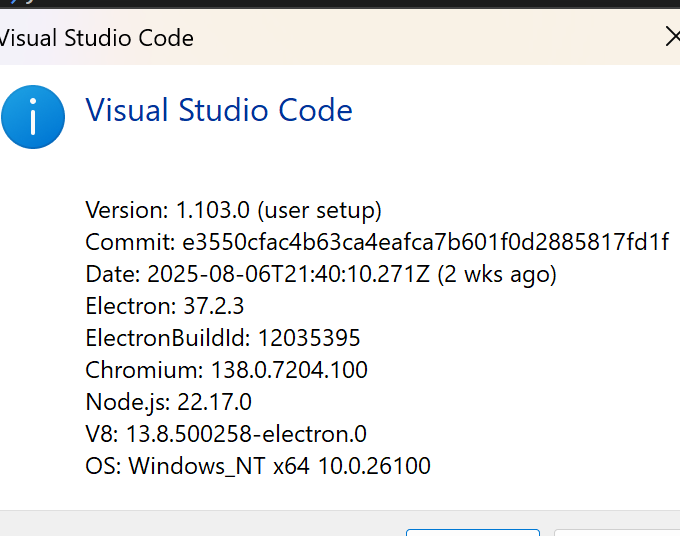 Visual Studio Code
Visual Studio Code
Version: 1.103.0 (user setup)
Commit: e3550cfac4b63ca4eafca7b601f0d2885817fd1f
Date: 2025-08-06T21:40:10.271Z (2 wks ago)
Electron: 37.2.3
ElectronBuildId: 12035395
Chromium: 138.0.7204.100
Node.js: 22.17.0
V8: 13.8.500258-electron.0
OS: Windows_NT x64 10.0.26100